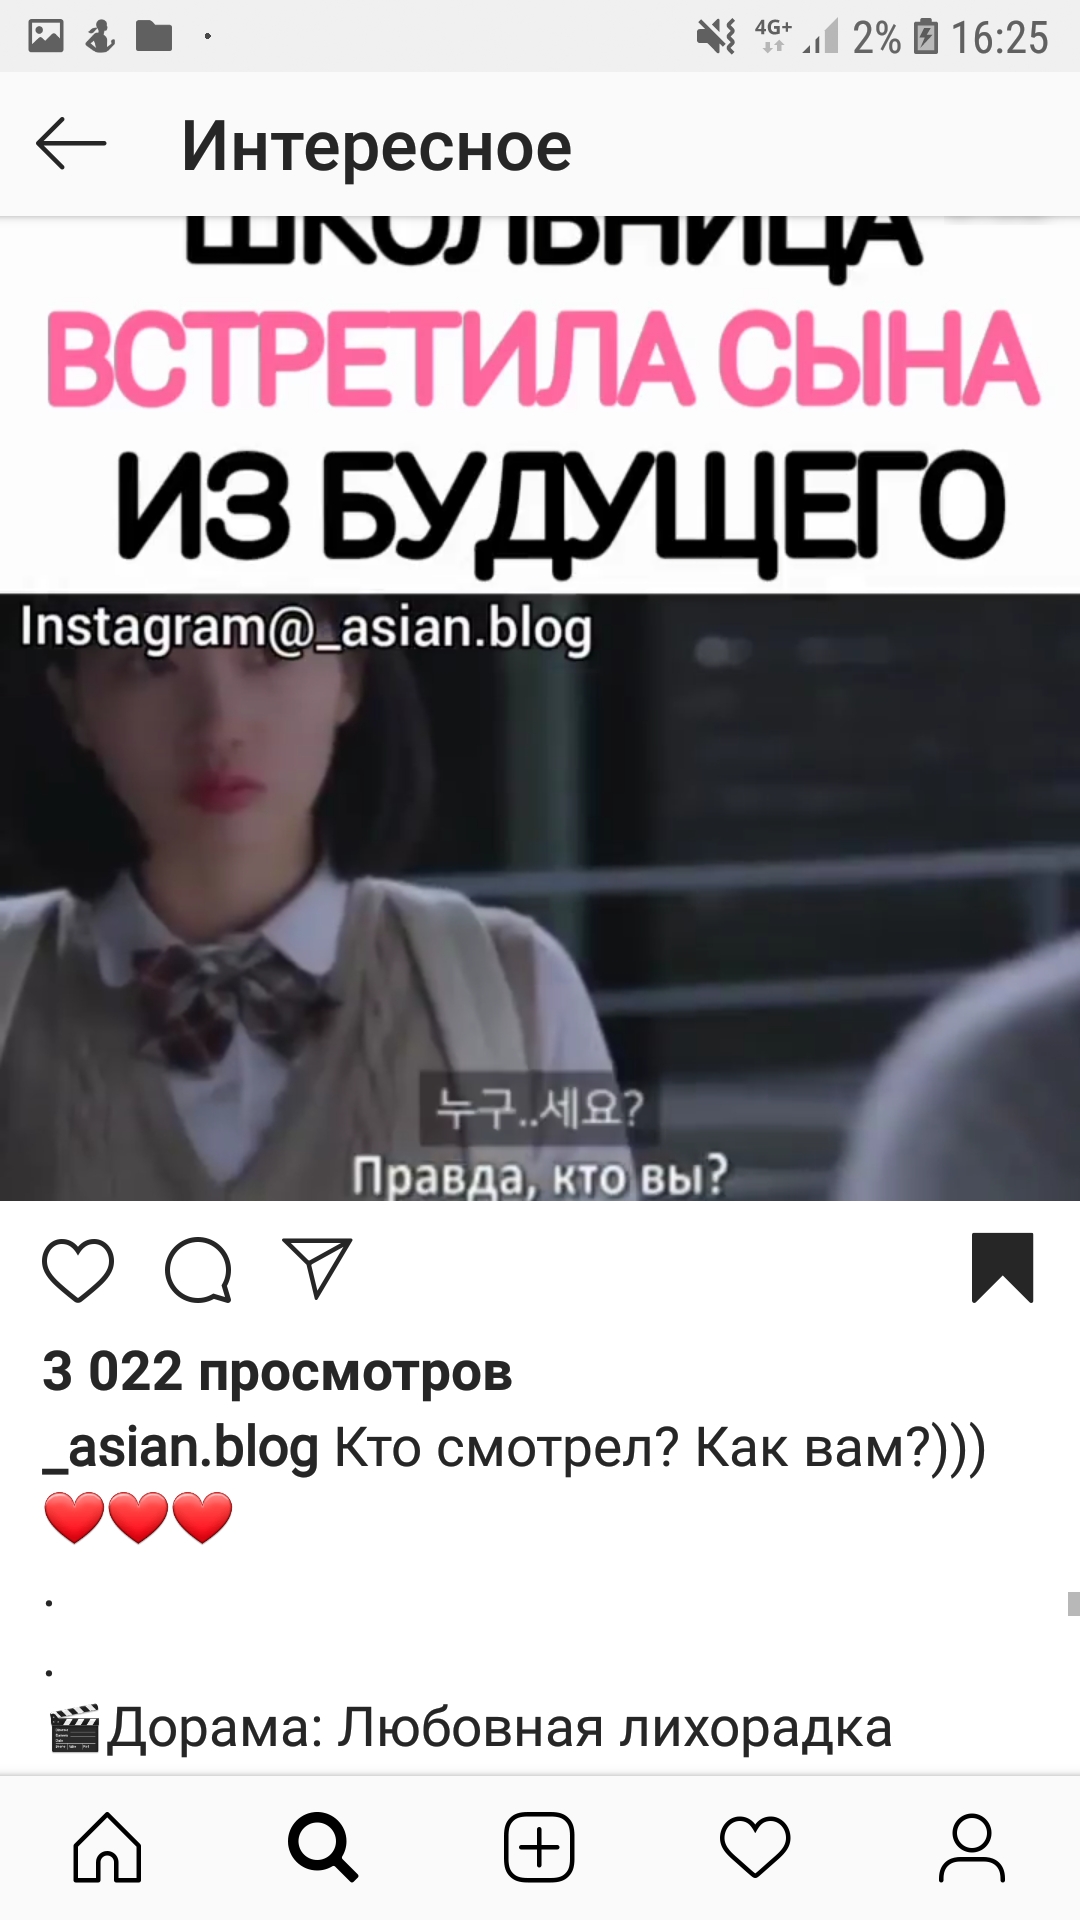 4G+ 2% 16:25
Интересное
ШКОЛЬНИЦА
ВСТРЕТИЛА СЫНА
ИЗ БУДУЩЕГО
Instagram@_asian.blog
누구..세요?
Правда, кто вы?
3 022 просмотров
_asian.blog Кто смотрел? Как вам?)))
❤️❤️❤️
.
.
🎬Дорама: Любовная лихорадка